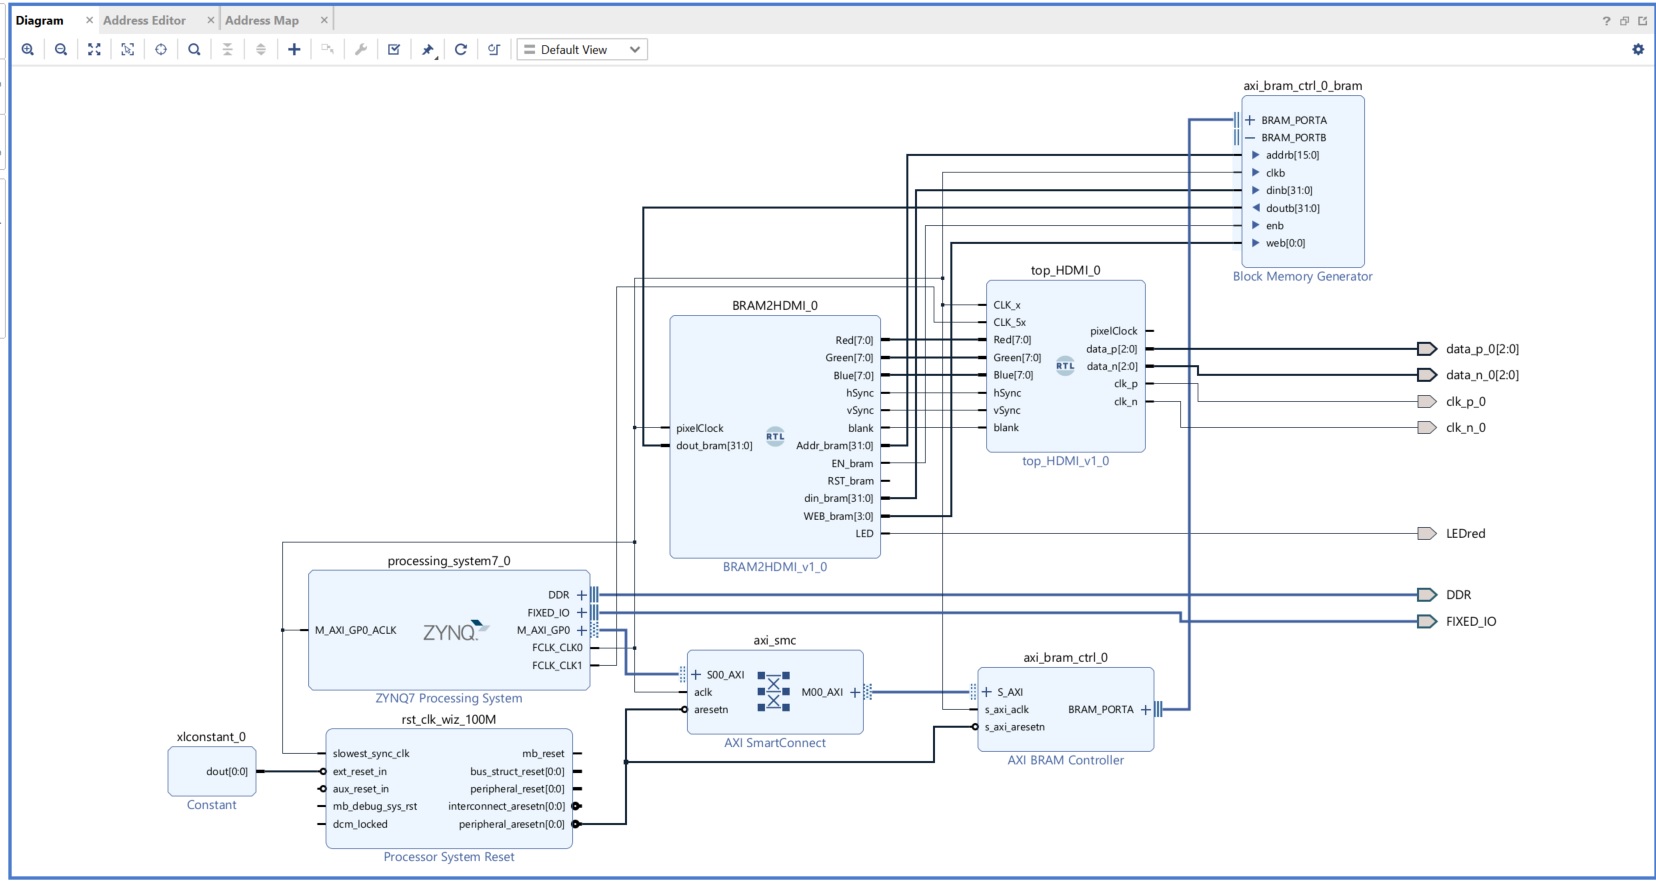 Diagram × Address Editor × Address Map ×
Default View
axi_bram_ctrl_0_bram
BRAM_PORTA
BRAM_PORTB
addrb[15:0]
clkb
dinb[31:0]
doutb[31:0]
enb
web[0:0]
Block Memory Generator
top_HDMI_0
CLK_x
CLK_5x
Red[7:0]
Green[7:0]
Blue[7:0]
hSync
vSync
blank
RTL
pixelClock
data_p[2:0]
data_n[2:0]
clk_p
clk_n
top_HDMI_v1_0
data_p_0[2:0]
data_n_0[2:0]
clk_p_0
clk_n_0
BRAM2HDMI_0
pixelClock
dout_bram[31:0]
RTL
Red[7:0]
Green[7:0]
Blue[7:0]
hSync
vSync
blank
Addr_bram[31:0]
EN_bram
RST_bram
din_bram[31:0]
WEB_bram[3:0]
LED
BRAM2HDMI_v1_0
LEDred
processing_system7_0
M_AXI_GP0_ACLK
ZYNQ
DDR
FIXED_IO
M_AXI_GP0
FCLK_CLK0
FCLK_CLK1
ZYNQ7 Processing System
DDR
FIXED_IO
axi_smc
S00_AXI
aclk
aresetn
M00_AXI
AXI SmartConnect
axi_bram_ctrl_0
S_AXI
s_axi_aclk
s_axi_aresetn
BRAM_PORTA
AXI BRAM Controller
xlconstant_0
dout[0:0]
Constant
rst_clk_wiz_100M
slowest_sync_clk
ext_reset_in
aux_reset_in
mb_debug_sys_rst
dcm_locked
mb_reset
bus_struct_reset[0:0]
peripheral_reset[0:0]
interconnect_aresetn[0:0]
peripheral_aresetn[0:0]
Processor System Reset